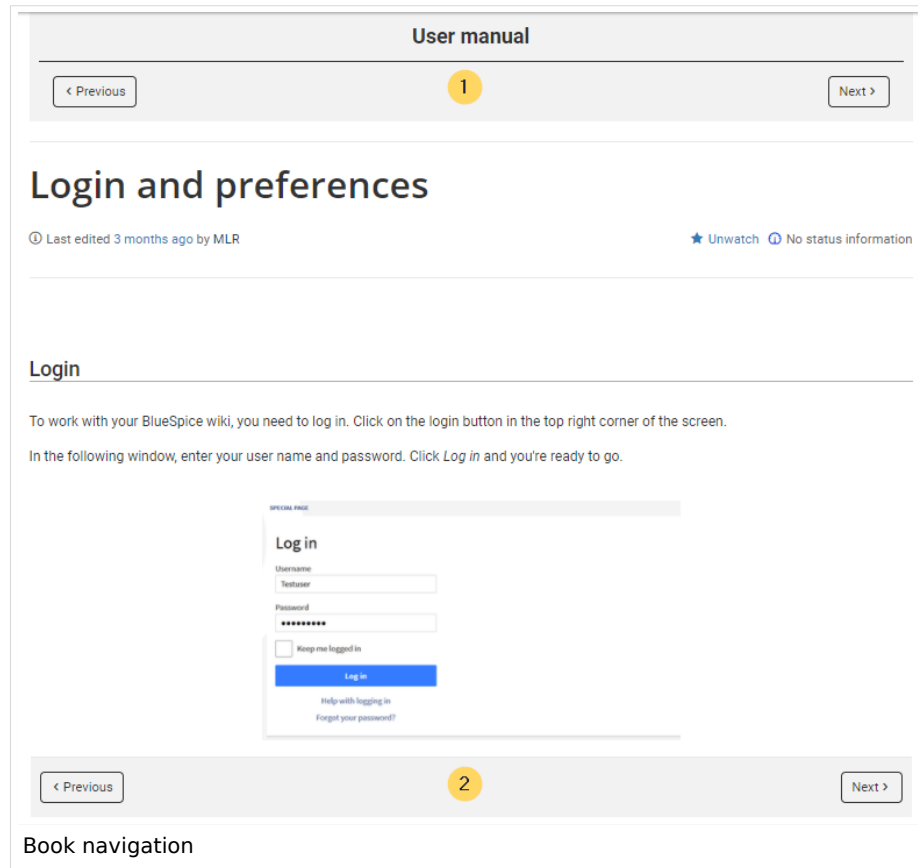 User manual
‹ Previous
1
Next ›
Login and preferences
Last edited 3 months ago by MLR
Unwatch
No status information
Login
To work with your BlueSpice wiki, you need to log in. Click on the login button in the top right corner of the screen.
In the following window, enter your user name and password. Click Log in and you're ready to go.
SPECIAL PAGE
Log in
Username
Testuser
Password
•••••••••
Keep me logged in
Log in
Help with logging in
Forgot your password?
‹ Previous
2
Next ›
Book navigation